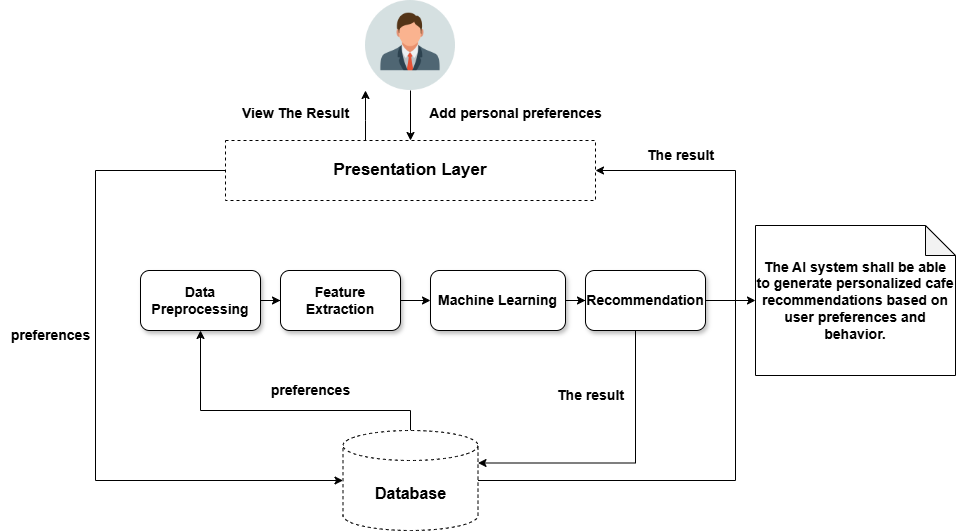 View The Result
Add personal preferences
The result
Presentation Layer
The AI system shall be able
to generate personalized cafe
recommendations based on
user preferences and
behavior.
Data
Preprocessing
Feature
Extraction
Machine Learning
Recommendation
preferences
preferences
The result
Database